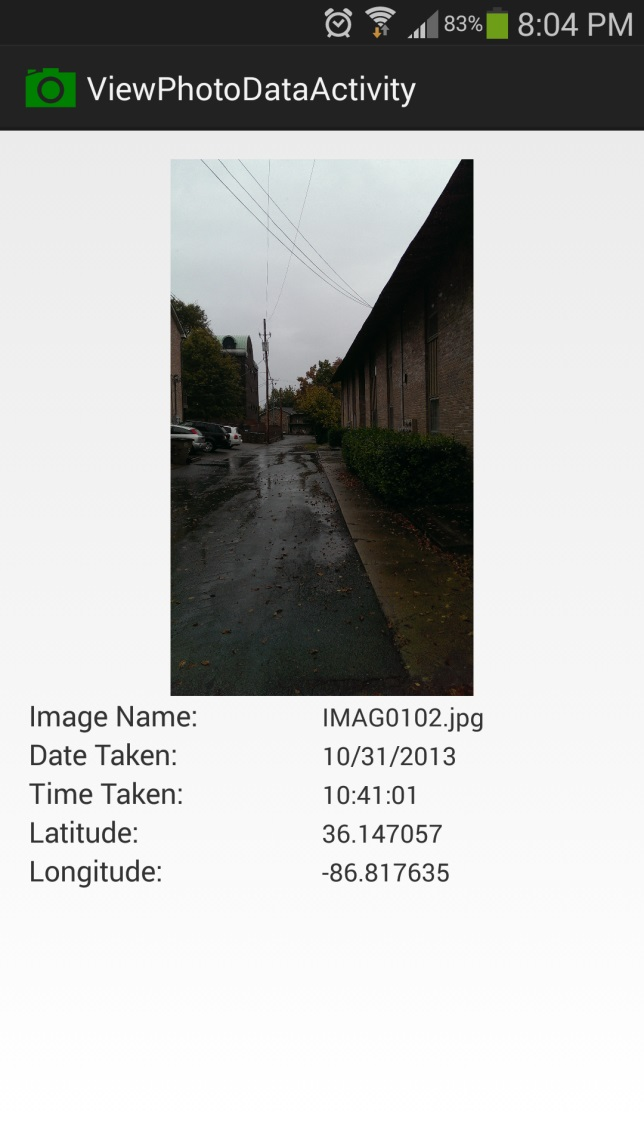 83% 8:04 PM
ViewPhotoDataActivity
Image Name: IMAG0102.jpg
Date Taken: 10/31/2013
Time Taken: 10:41:01
Latitude: 36.147057
Longitude: -86.817635